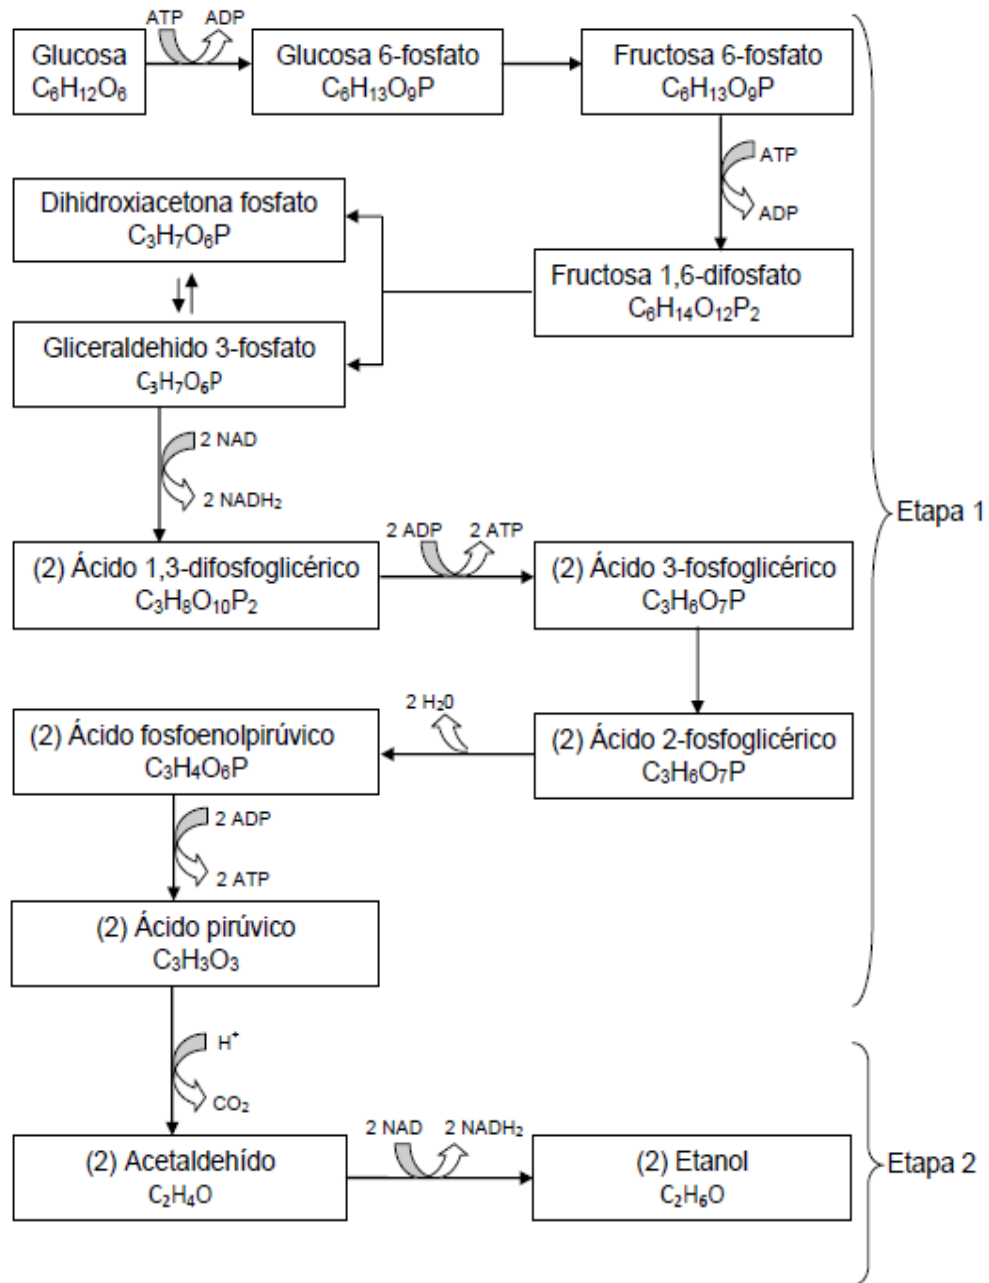 ATP ADP
Glucosa
C₆H₁₂O₆
Glucosa 6-fosfato
C₆H₁₃O₉P
Fructosa 6-fosfato
C₆H₁₃O₉P
ATP
ADP
Dihidroxiacetona fosfato
C₃H₇O₆P
Fructosa 1,6-difosfato
C₆H₁₄O₁₂P₂
Gliceraldehido 3-fosfato
C₃H₇O₆P
2 NAD
2 NADH₂
Etapa 1
(2) Ácido 1,3-difosfoglicérico
C₃H₈O₁₀P₂
2 ADP 2 ATP
(2) Ácido 3-fosfoglicérico
C₃H₆O₇P
(2) Ácido fosfoenolpirúvico
C₃H₄O₆P
2 H₂0
(2) Ácido 2-fosfoglicérico
C₃H₆O₇P
2 ADP
2 ATP
(2) Ácido pirúvico
C₃H₃O₃
H⁺
CO₂
(2) Acetaldehído
C₂H₄O
2 NAD 2 NADH₂
(2) Etanol
C₂H₆O
Etapa 2